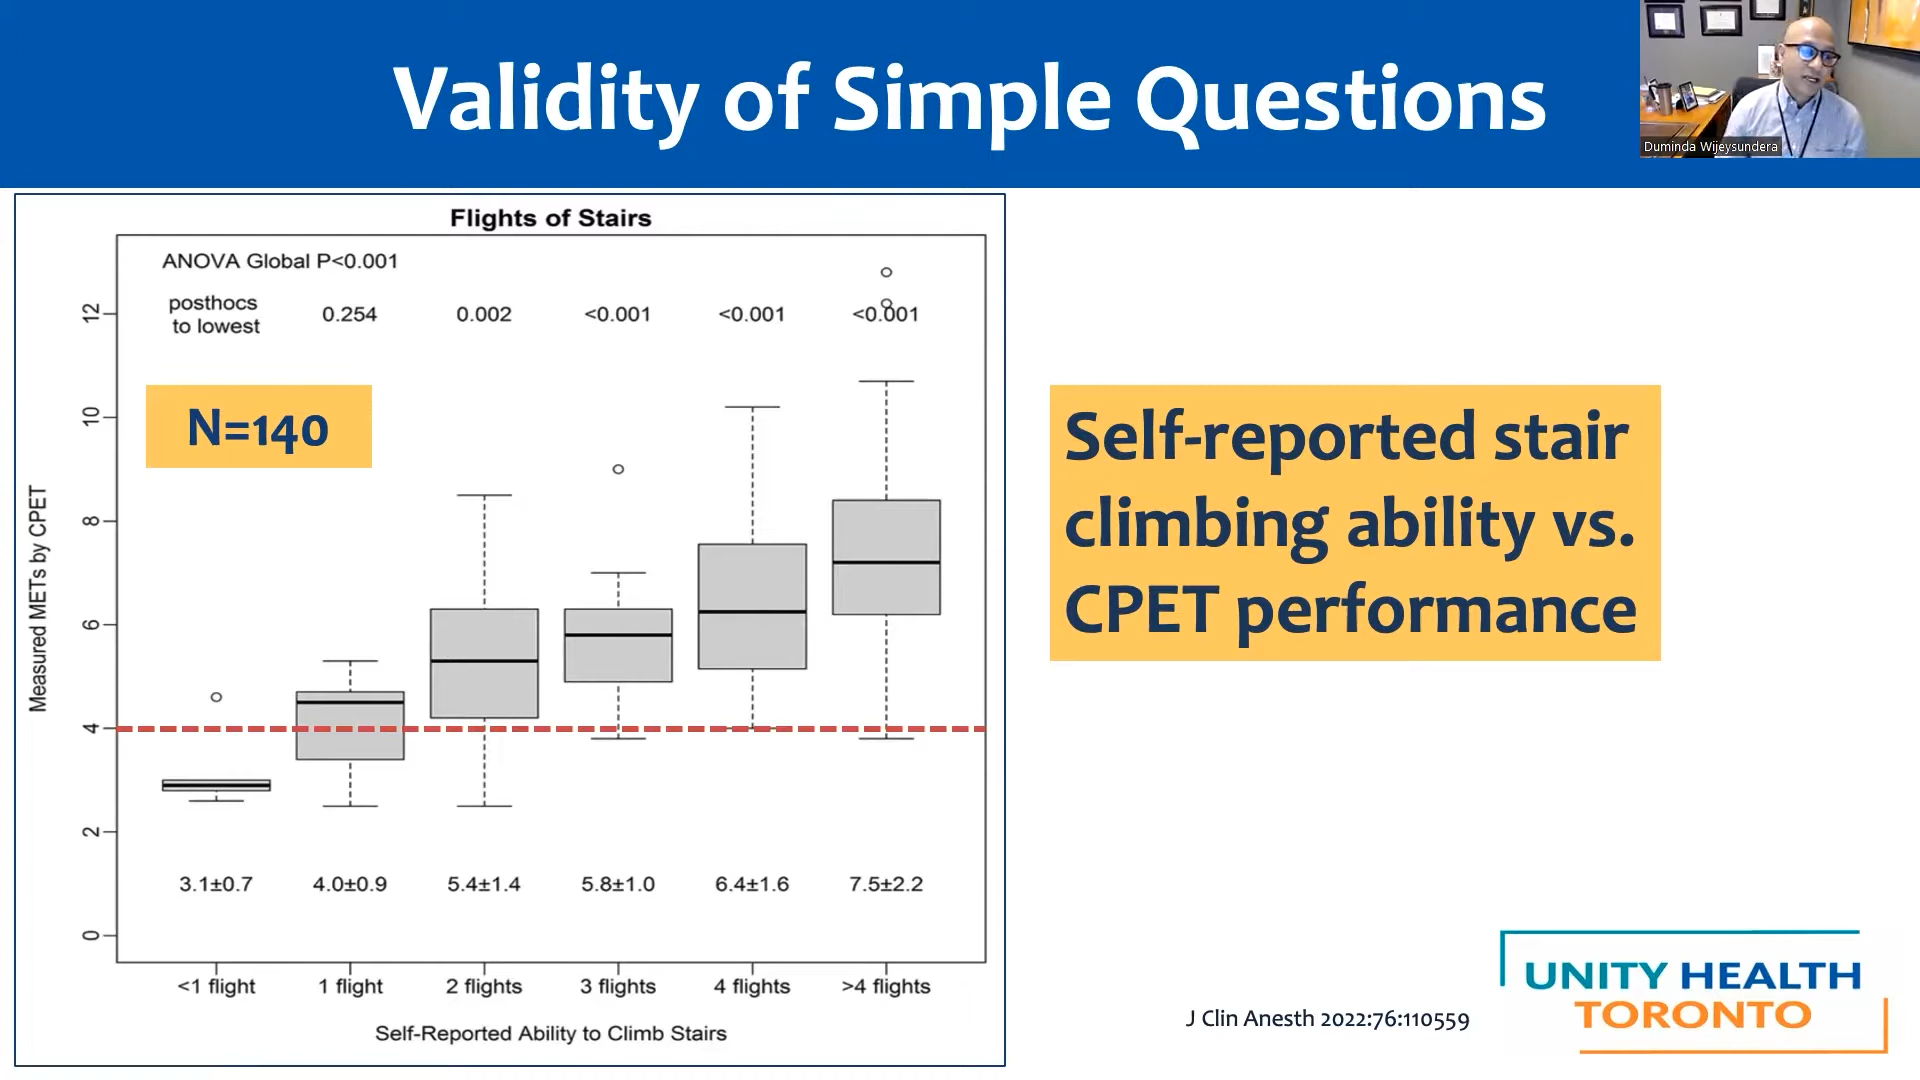 Validity of Simple Questions
Duminda Wijeysundera
Flights of Stairs
ANOVA Global P<0.001
posthocs
to lowest
0.254 0.002 <0.001 <0.001 <0.001
N=140
Measured METs by CPET
12
10
8
6
4
2
0
3.1±0.7 4.0±0.9 5.4±1.4 5.8±1.0 6.4±1.6 7.5±2.2
<1 flight 1 flight 2 flights 3 flights 4 flights >4 flights
Self-Reported Ability to Climb Stairs
Self-reported stair
climbing ability vs.
CPET performance
J Clin Anesth 2022:76:110559
UNITY HEALTH
TORONTO